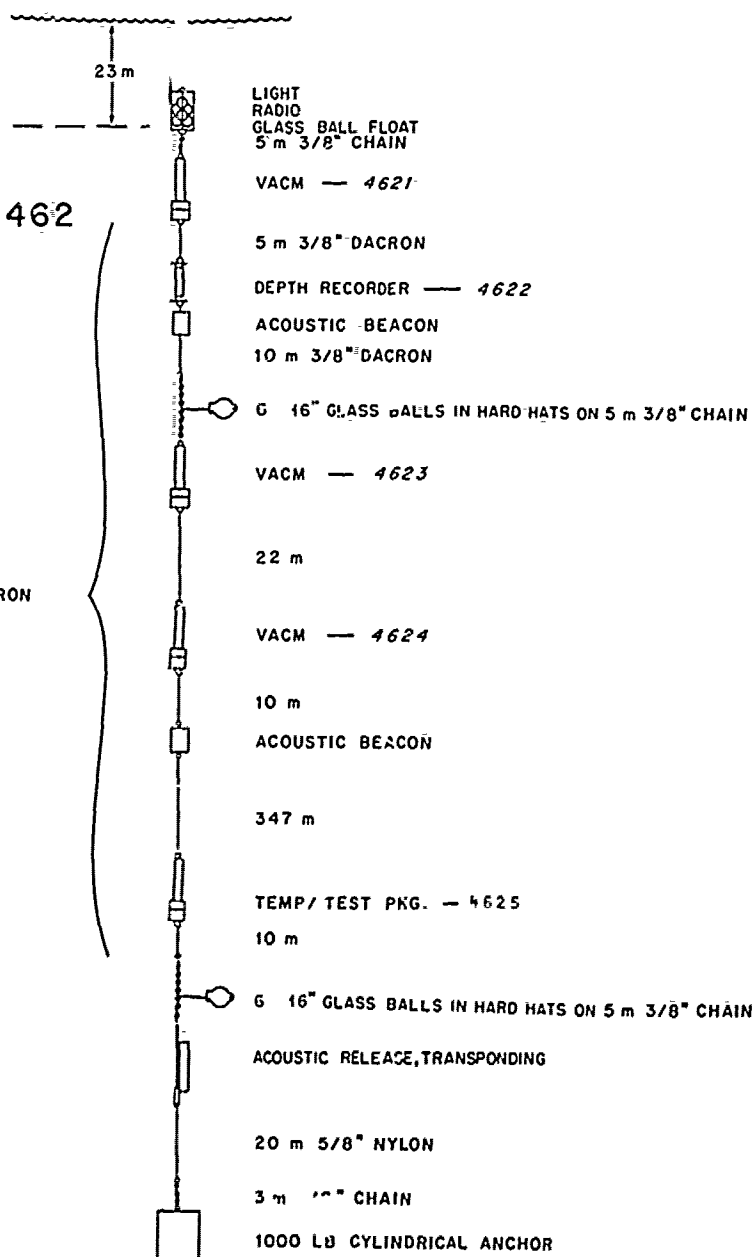 23 m
LIGHT
RADIO
GLASS BALL FLOAT
5 m 3/8" CHAIN
VACM — 4621
462
5 m 3/8" DACRON
DEPTH RECORDER — 4622
ACOUSTIC BEACON
10 m 3/8" DACRON
6 16" GLASS BALLS IN HARD HATS ON 5 m 3/8" CHAIN
VACM — 4623
22 m
RON
VACM — 4624
10 m
ACOUSTIC BEACON
347 m
TEMP/ TEST PKG. — 4625
10 m
6 16" GLASS BALLS IN HARD HATS ON 5 m 3/8" CHAIN
ACOUSTIC RELEASE, TRANSPONDING
20 m 5/8" NYLON
3 m CHAIN
1000 LB CYLINDRICAL ANCHOR